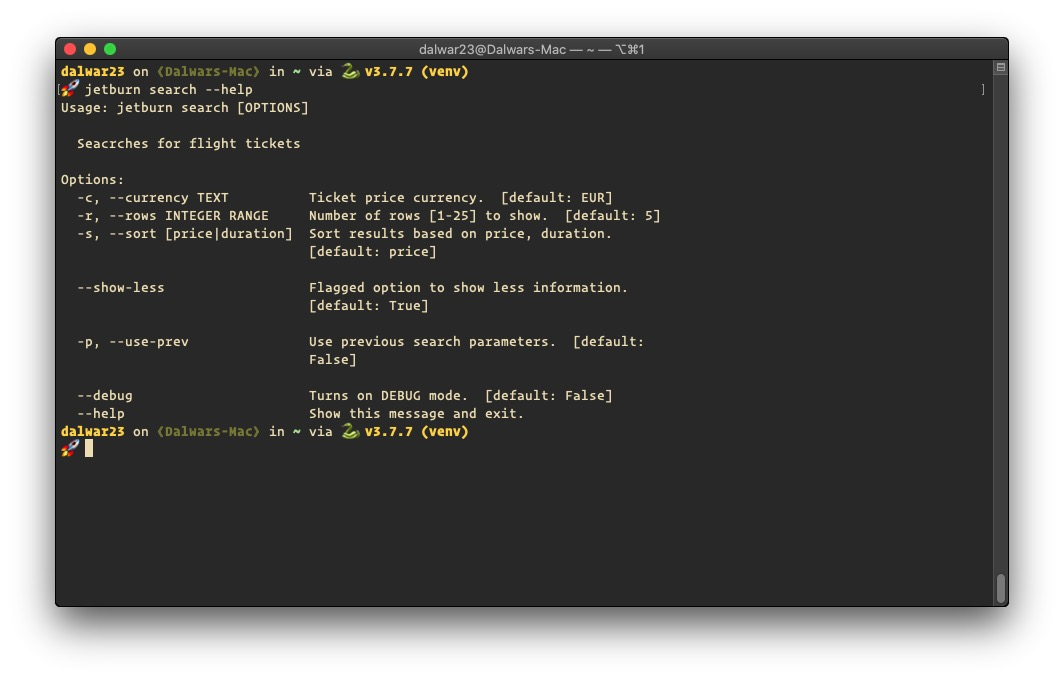 dalwar23@Dalwars-Mac — ~ — ⌥⌘1
dalwar23 on 《Dalwars-Mac》 in ~ via 🐍 v3.7.7 (venv)
[🚀 jetburn search --help ]
Usage: jetburn search [OPTIONS]
Seacrches for flight tickets
Options:
-c, --currency TEXT Ticket price currency. [default: EUR]
-r, --rows INTEGER RANGE Number of rows [1-25] to show. [default: 5]
-s, --sort [price|duration] Sort results based on price, duration.
[default: price]
--show-less Flagged option to show less information.
[default: True]
-p, --use-prev Use previous search parameters. [default:
False]
--debug Turns on DEBUG mode. [default: False]
--help Show this message and exit.
dalwar23 on 《Dalwars-Mac》 in ~ via 🐍 v3.7.7 (venv)
🚀